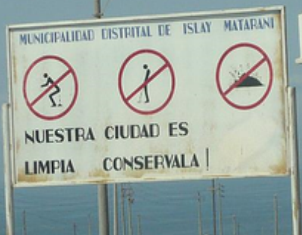 MUNICIPALIDAD DISTRITAL DE ISLAY MATARANI
NUESTRA CIUDAD ES
LIMPIA CONSERVALA!